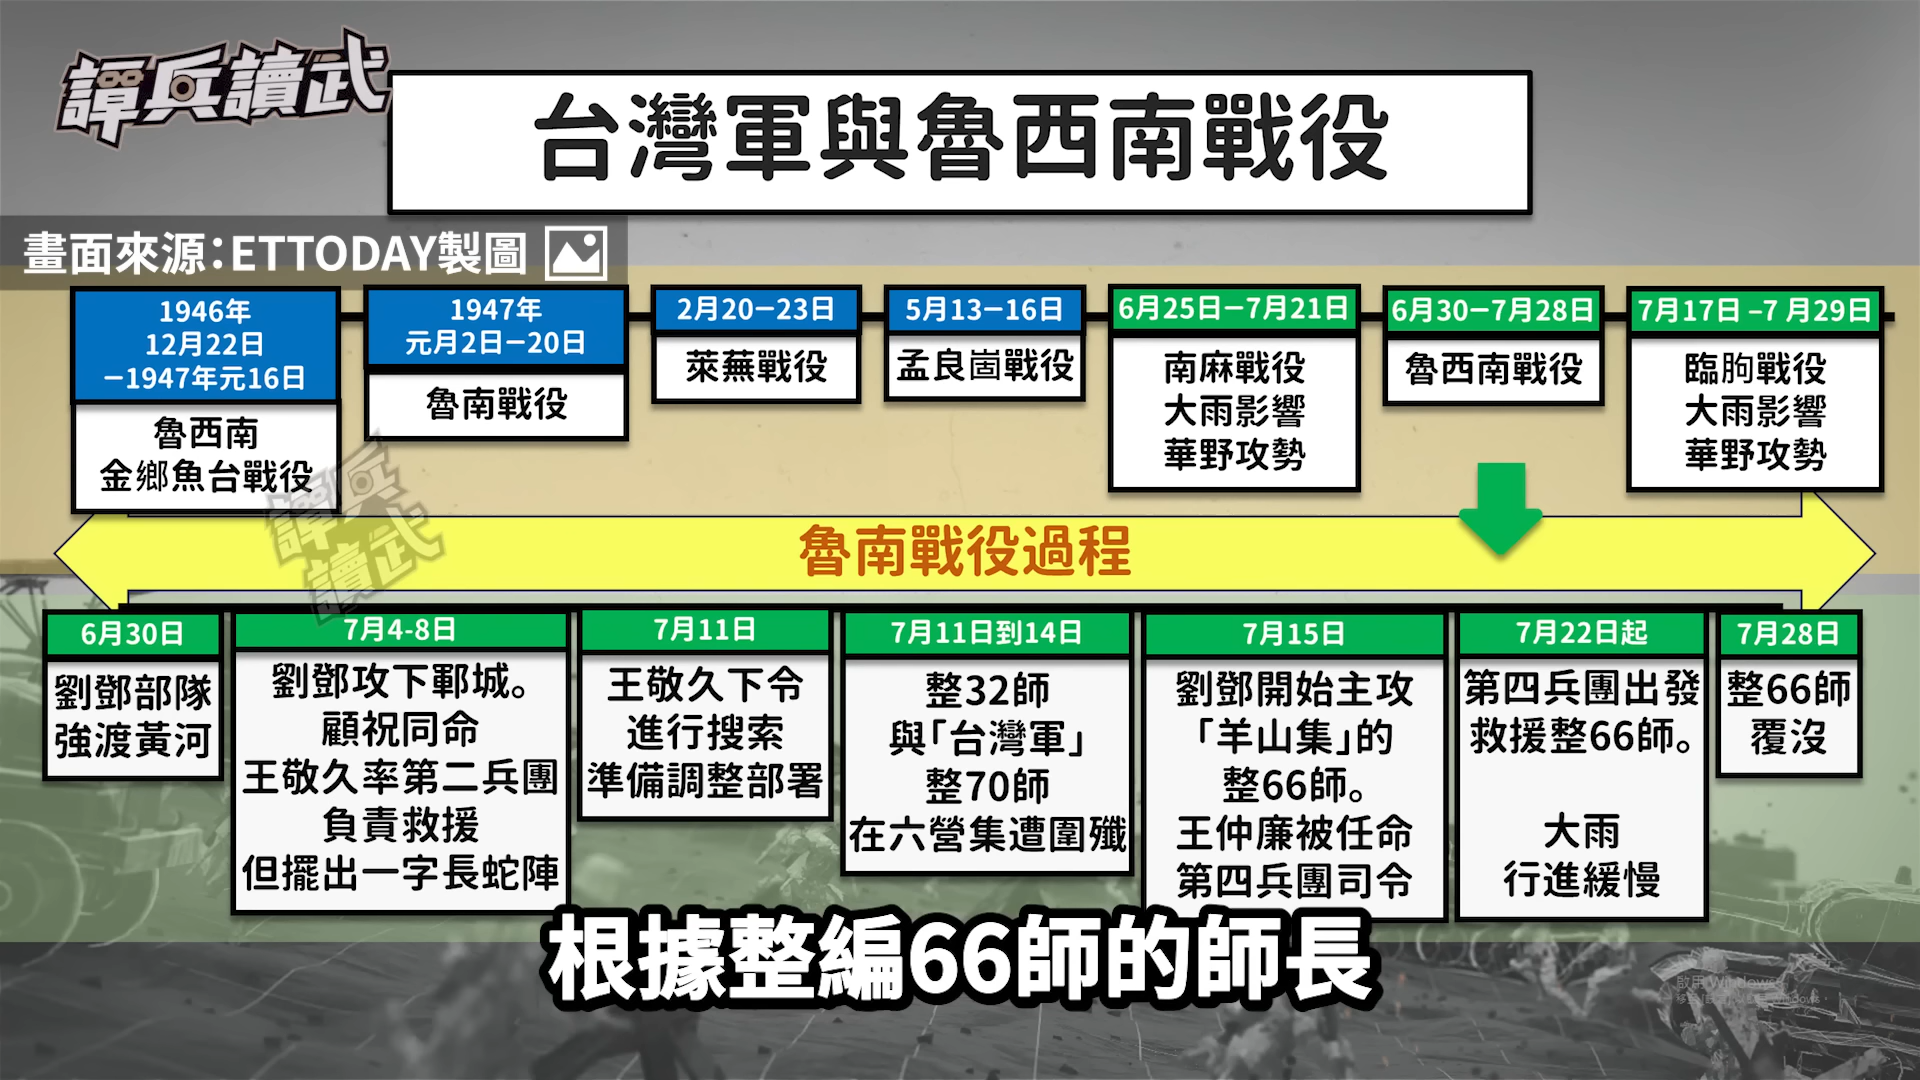 譚兵讀武
台灣軍與魯西南戰役
畫面來源：ETTODAY製圖
1946年
12月22日
－1947年元16日
魯西南
金鄉魚台戰役
1947年
元月2日－20日
魯南戰役
2月20－23日
萊蕪戰役
5月13－16日
孟良崮戰役
6月25日－7月21日
南麻戰役
大雨影響
華野攻勢
6月30－7月28日
魯西南戰役
7月17日 –7 月29日
臨朐戰役
大雨影響
華野攻勢
譚兵
讀武
魯南戰役過程
6月30日
劉鄧部隊
強渡黃河
7月4-8日
劉鄧攻下鄆城。
顧祝同命
王敬久率第二兵團
負責救援
但擺出一字長蛇陣
7月11日
王敬久下令
進行搜索
準備調整部署
7月11日到14日
整32師
與「台灣軍」
整70師
在六營集遭圍殲
7月15日
劉鄧開始主攻
「羊山集」的
整66師。
王仲廉被任命
第四兵團司令
7月22日起
第四兵團出發
救援整66師。
大雨
行進緩慢
7月28日
整66師
覆沒
根據整編66師的師長
啟用 Windows